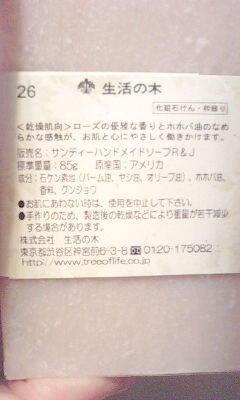 26 生活の木
化粧石けん・枠練り
＜乾燥肌向＞ローズの優雅な香りとホホバ油のなめ
らかな感触が、お肌と心にやさしく働きかけます。
販売名：サンディーハンドメイドソープR＆J
標準重量：85g 原産国：アメリカ
成分：石ケン素地（パーム油、ヤシ油、オリーブ油）、ホホバ油、
香料、グンジョウ
●お肌にあわない時は、使用を中止して下さい。
●手作りのため、製造後の乾燥などにより重量が若干減少
する場合があります。
株式会社 生活の木
東京都渋谷区神宮前6-3-8 0120-175082
http://www.treeoflife.co.jp